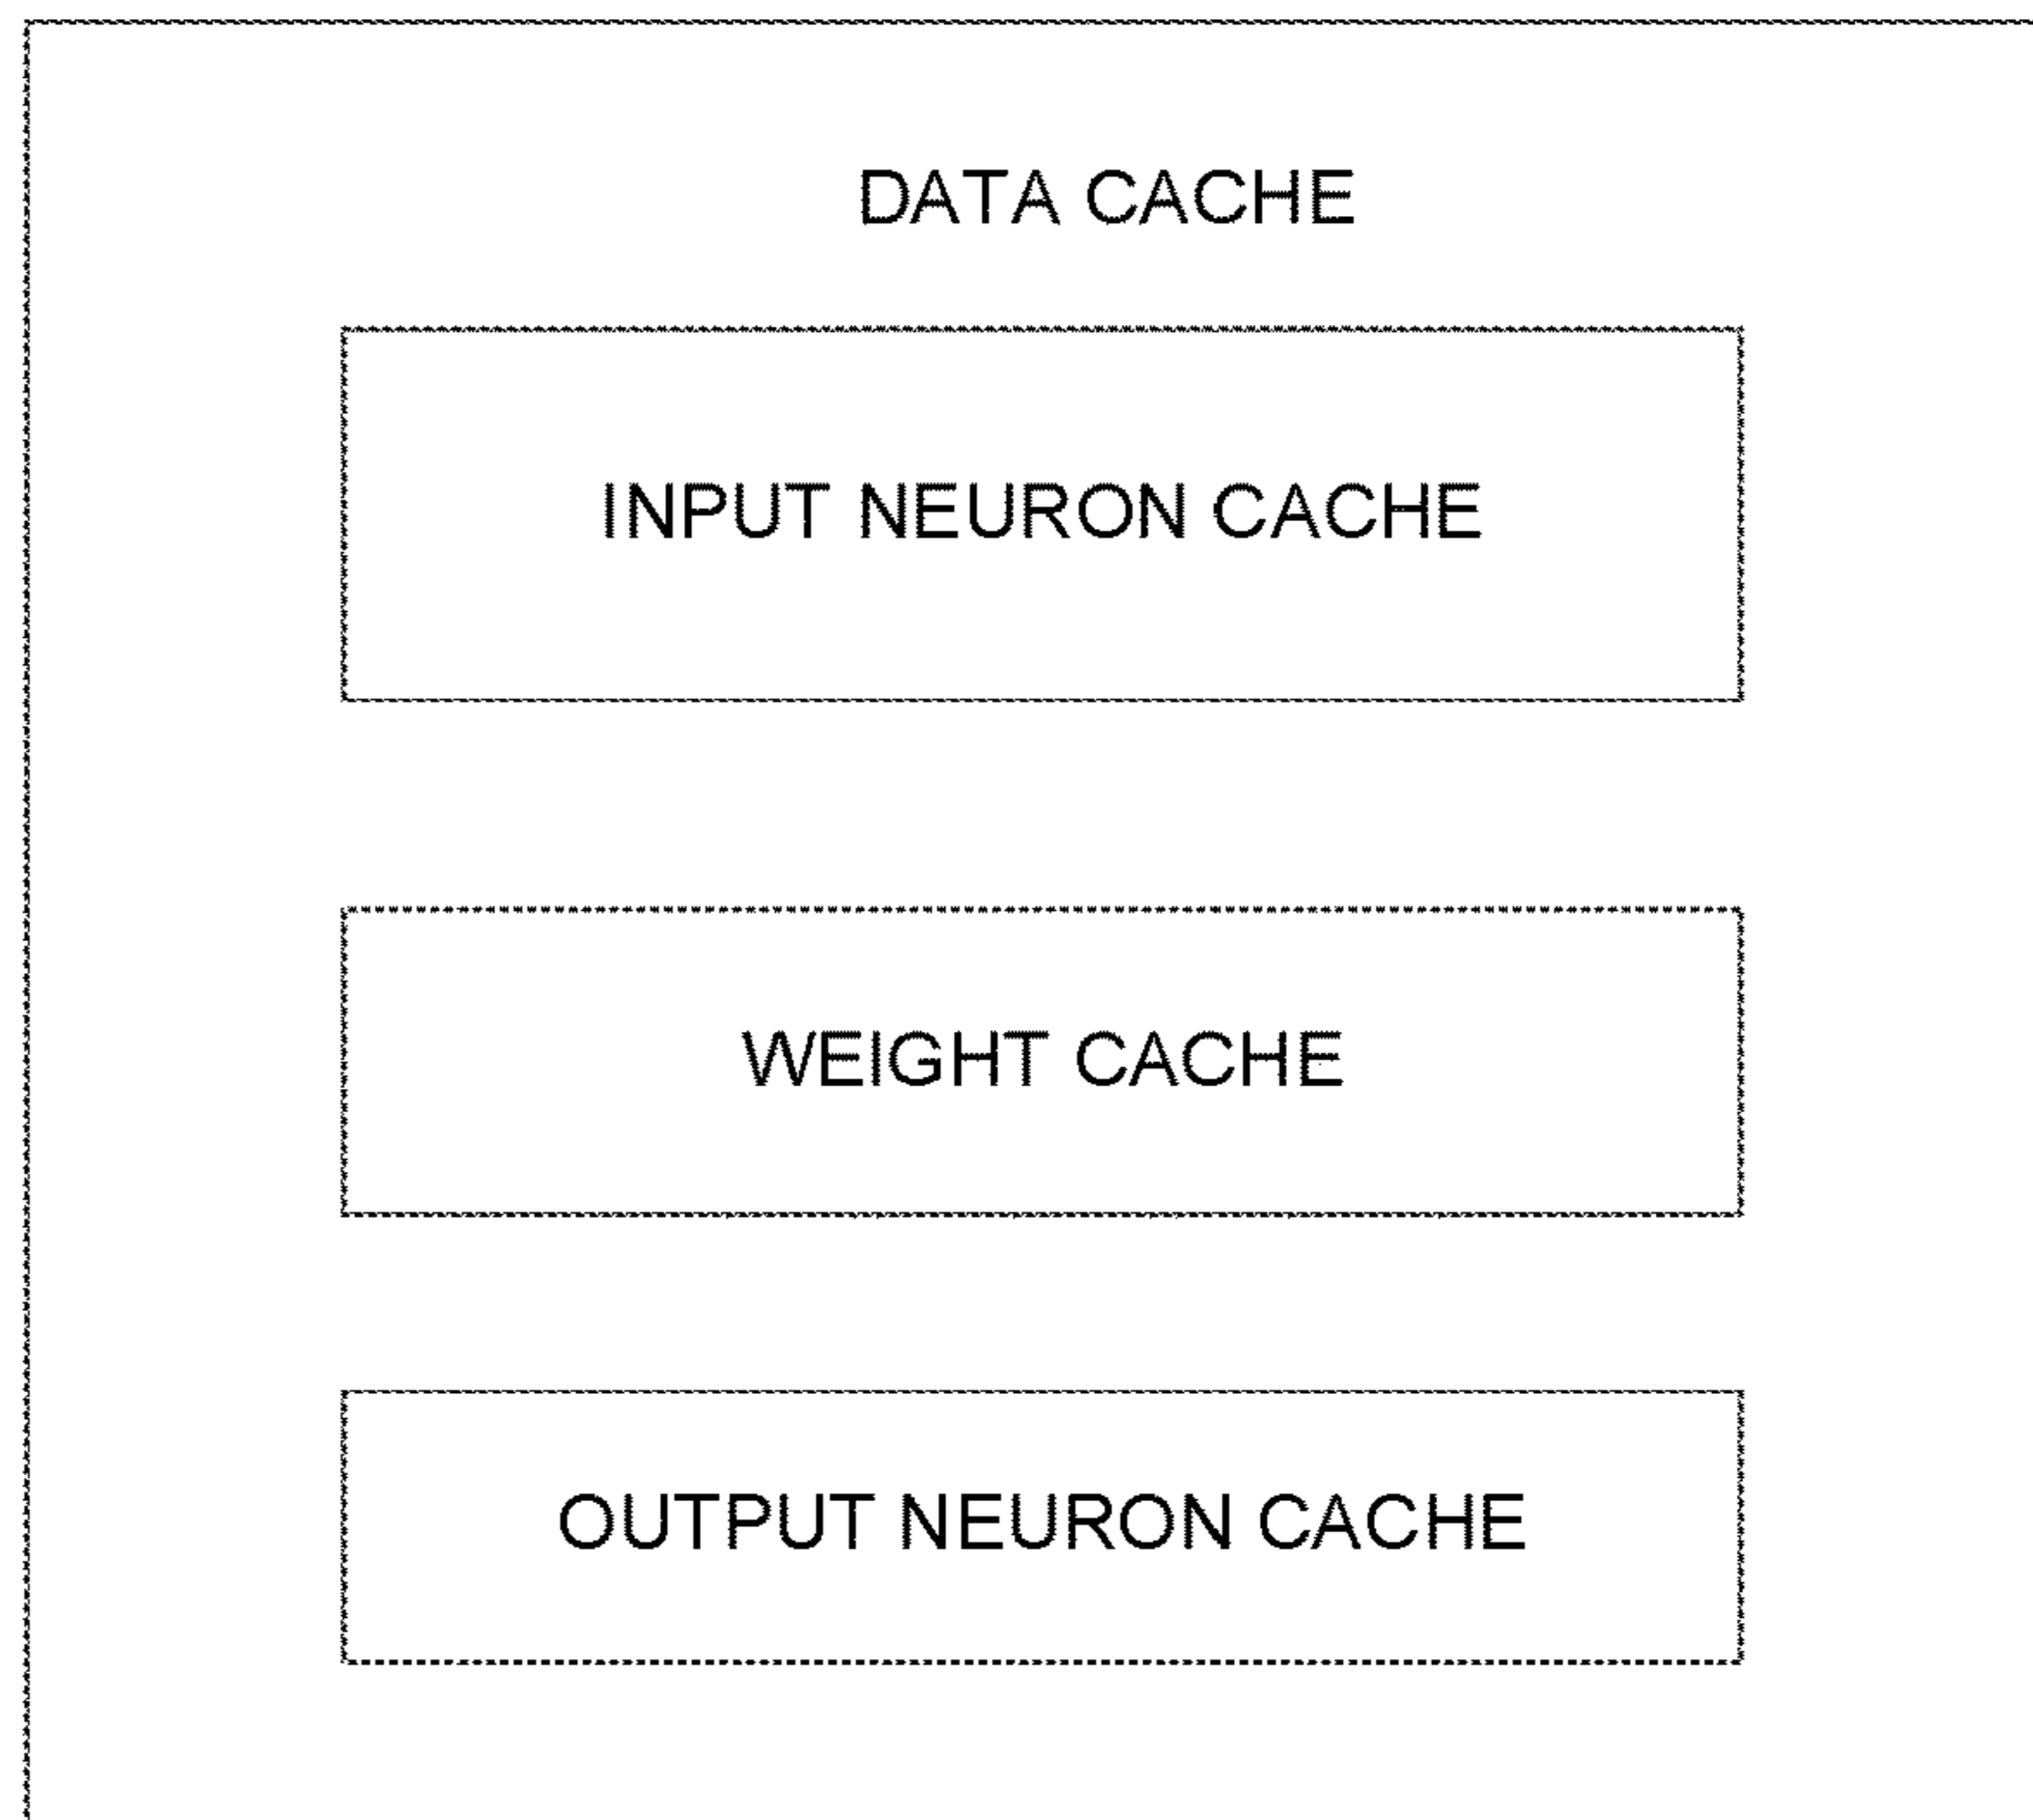 DATA CACHE
INPUT NEURON CACHE
WEIGHT CACHE
OUTPUT NEURON CACHE